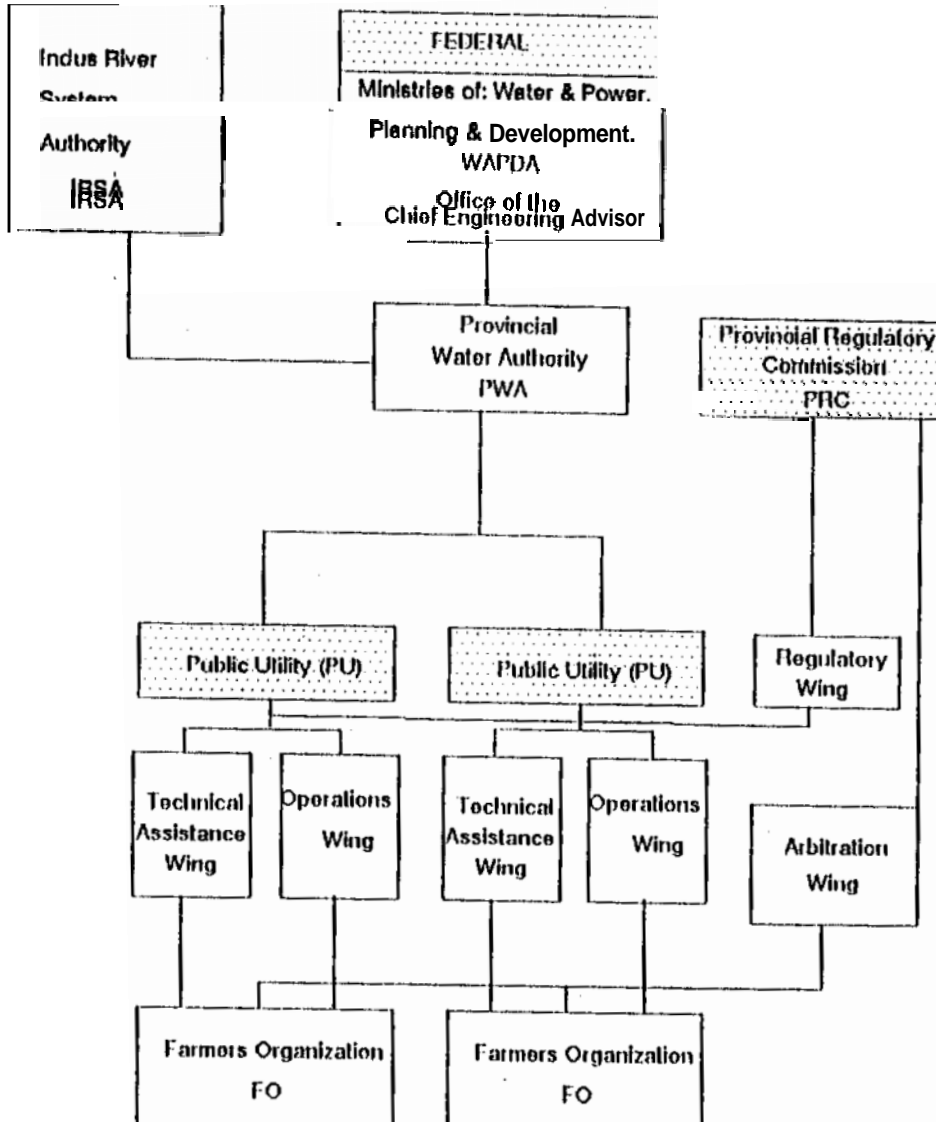 Indus River
System
Authority
IRSA
FEDERAL
Ministries of: Water & Power.
Planning & Development.
WAPDA
Office of the
Chief Engineering Advisor
Provincial
Water Authority
PWA
Provincial Regulatory
Commission
PRC
Public Utility (PU)
Public Utility (PU)
Regulatory
Wing
Technical
Assistance
Wing
Operations
Wing
Technical
Assistance
Wing
Operations
Wing
Arbitration
Wing
Farmers Organization
FO
Farmers Organization
FO